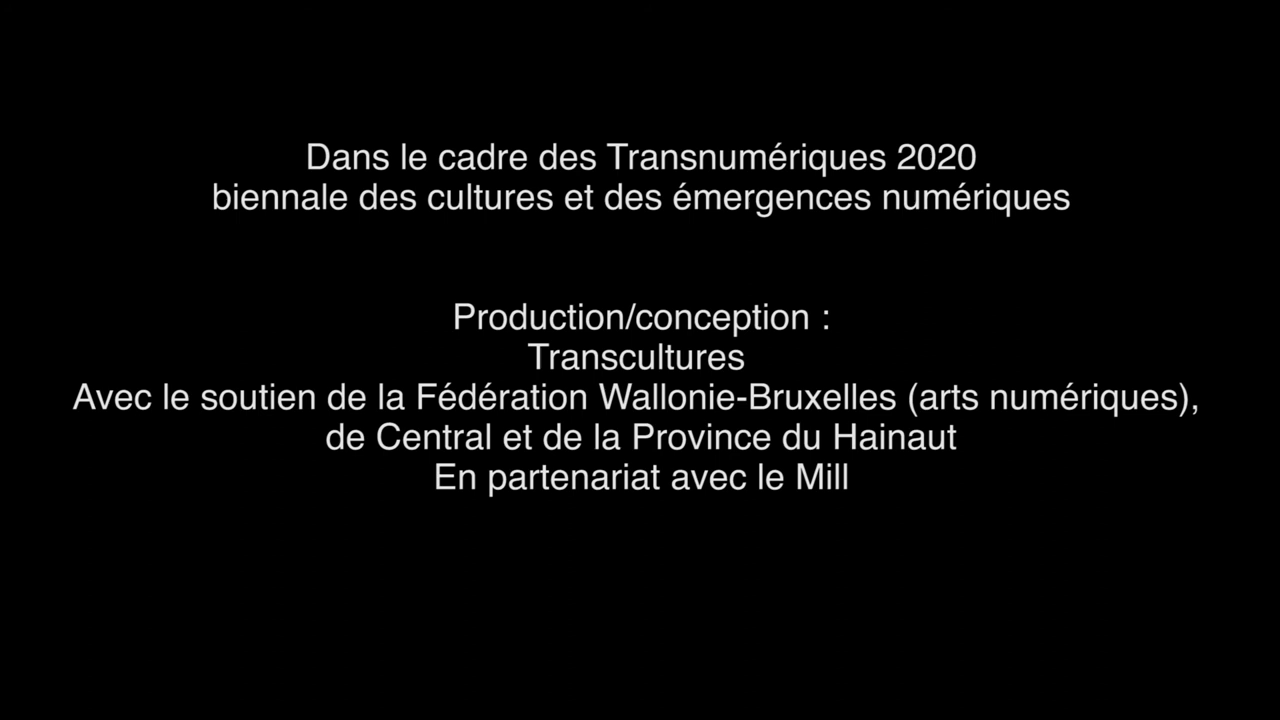 Dans le cadre des Transnumériques 2020
biennale des cultures et des émergences numériques
Production/conception :
Transcultures
Avec le soutien de la Fédération Wallonie-Bruxelles (arts numériques),
de Central et de la Province du Hainaut
En partenariat avec le Mill